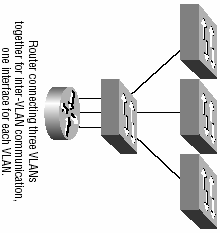 Router connecting three VLANs
together for inter-VLAN communication,
one interface for each VLAN.